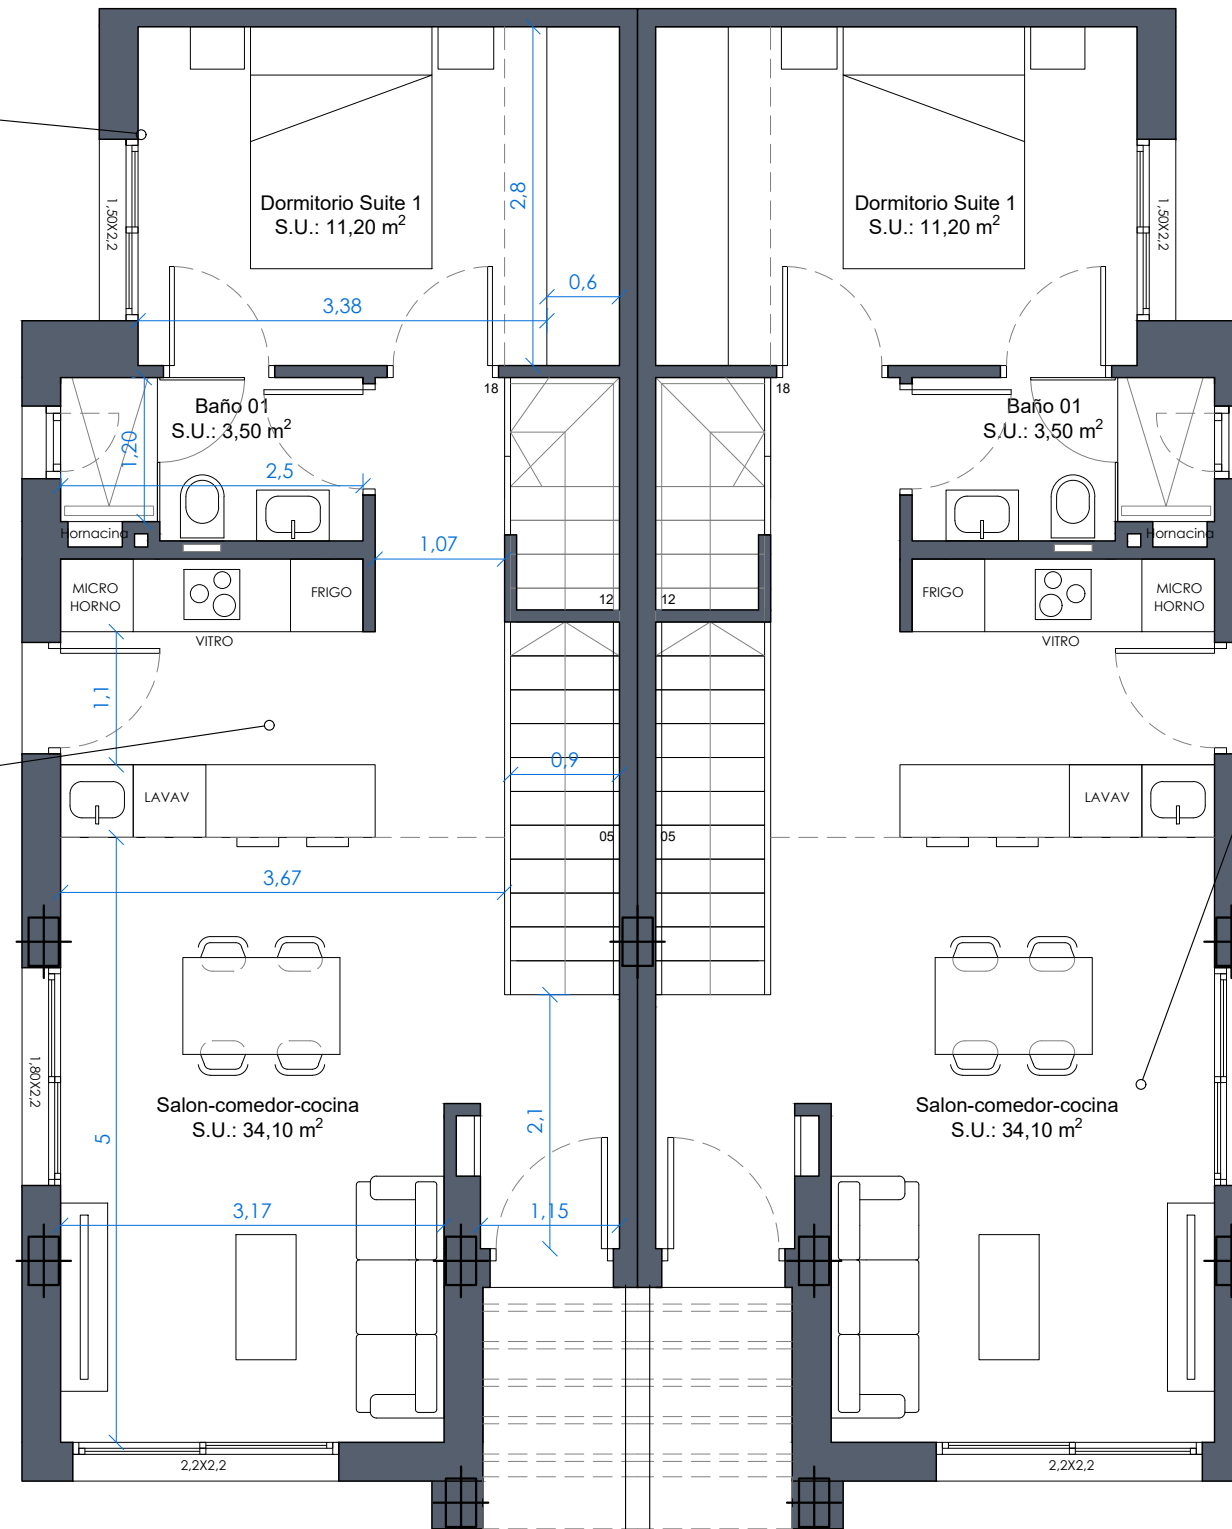 2,8
Dormitorio Suite 1
S.U.: 11,20 m²
Dormitorio Suite 1
S.U.: 11,20 m²
1,50X2,2
1,50X2,2
0,6
3,38
18
18
Baño 01
S.U.: 3,50 m²
Baño 01
S.U.: 3,50 m²
1,20
2,5
Hornacina
Hornacina
1,07
MICRO
HORNO
FRIGO
VITRO
12
12
FRIGO
MICRO
HORNO
VITRO
1,1
0,9
LAVAV
LAVAV
05
05
3,67
1,80X2,2
Salon-comedor-cocina
S.U.: 34,10 m²
Salon-comedor-cocina
S.U.: 34,10 m²
5
2,1
3,17
1,15
2,2X2,2
2,2X2,2